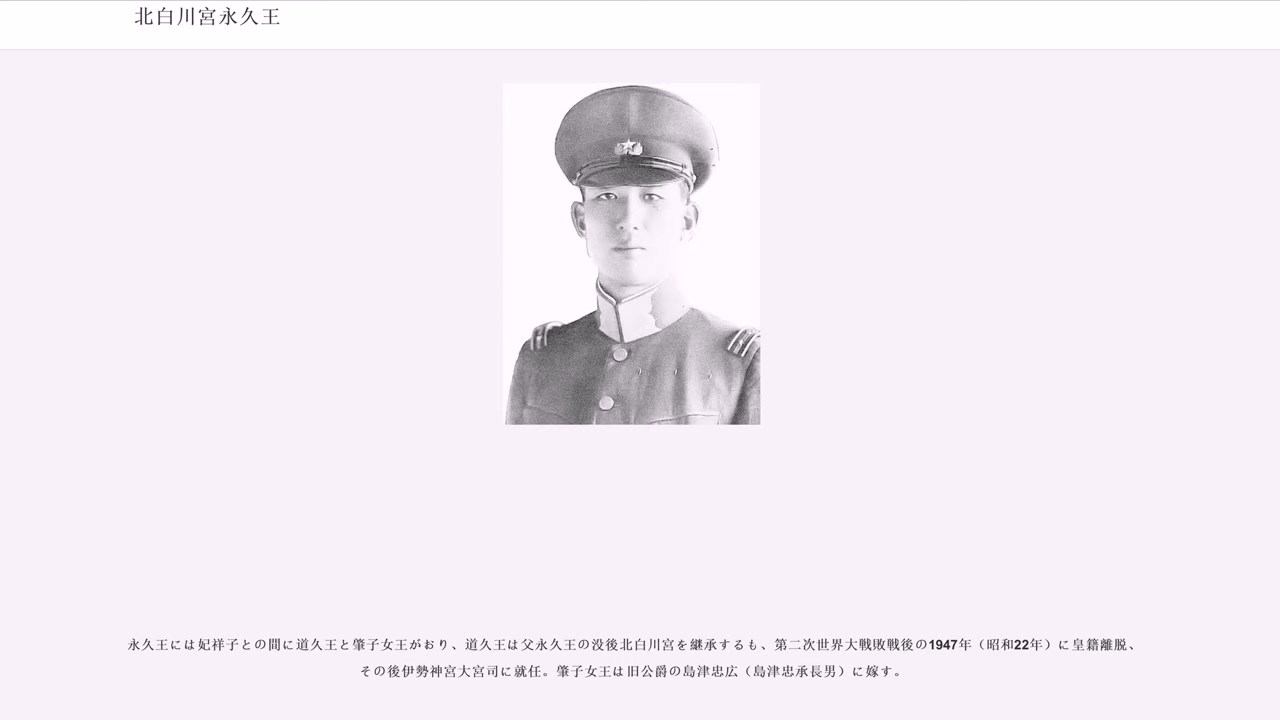 北白川宮永久王
永久王には妃祥子との間に道久王と肇子女王がおり、道久王は父永久王の没後北白川宮を継承するも、第二次世界大戦敗戦後の1947年（昭和22年）に皇籍離脱、
その後伊勢神宮大宮司に就任。肇子女王は旧公爵の島津忠広（島津忠承長男）に嫁す。